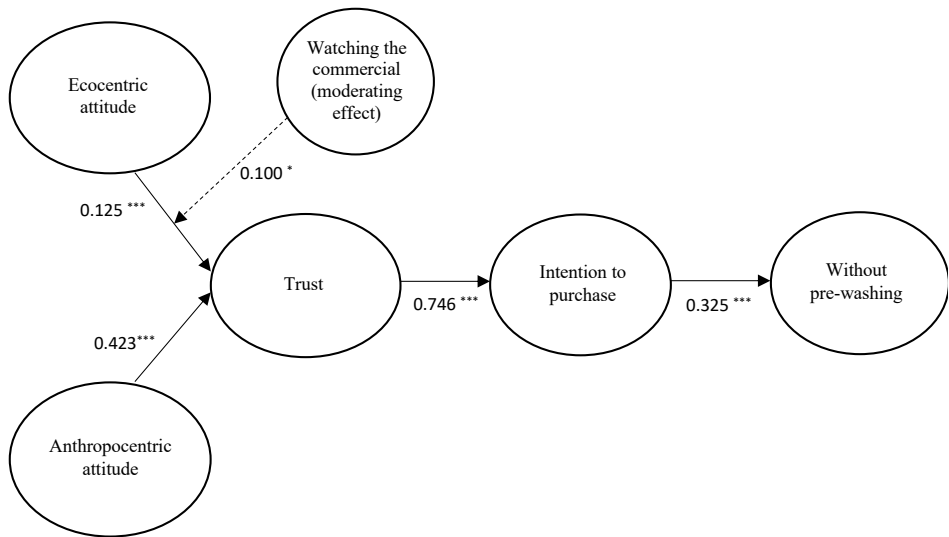 Ecocentric
attitude
Watching the
commercial
(moderating
effect)
0.100 *
0.125 ***
Trust
0.746 ***
Intention to
purchase
0.325 ***
Without
pre-washing
0.423***
Anthropocentric
attitude